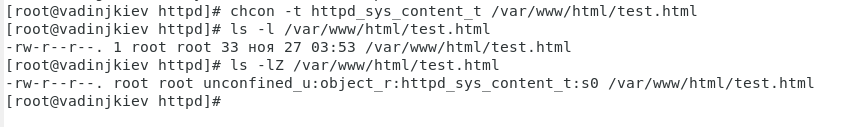 [root@vadinjkiev httpd]# chcon -t httpd_sys_content_t /var/www/html/test.html
[root@vadinjkiev httpd]# ls -l /var/www/html/test.html
-rw-r--r--. 1 root root 33 ноя 27 03:53 /var/www/html/test.html
[root@vadinjkiev httpd]# ls -lZ /var/www/html/test.html
-rw-r--r--. root root unconfined_u:object_r:httpd_sys_content_t:s0 /var/www/html/test.html
[root@vadinjkiev httpd]#